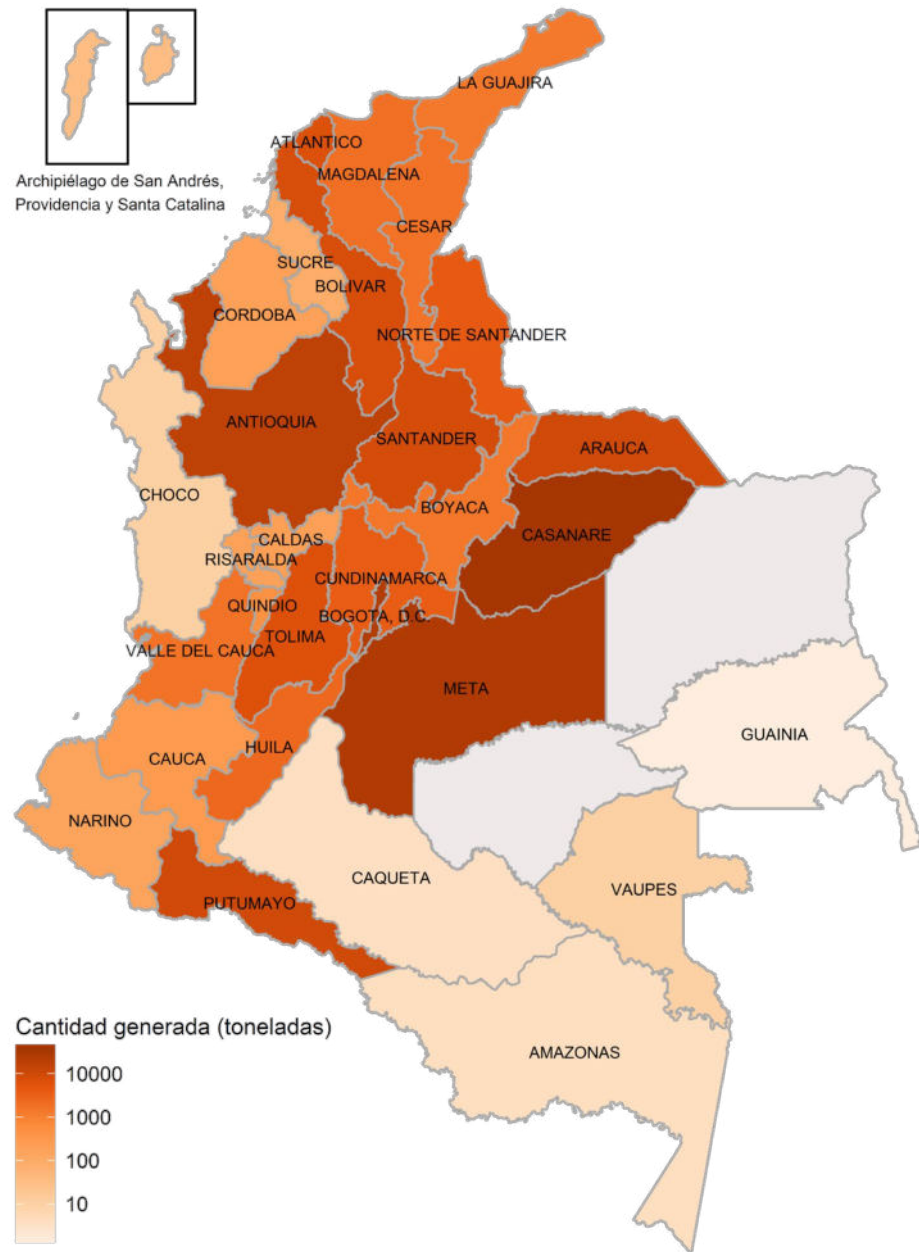 LA GUAJIRA
ATLANTICO
MAGDALENA
Archipiélago de San Andrés,
Providencia y Santa Catalina
CESAR
SUCRE
BOLIVAR
CORDOBA
NORTE DE SANTANDER
ANTIOQUIA
SANTANDER
ARAUCA
CHOCO
BOYACA
CASANARE
CALDAS
RISARALDA
CUNDINAMARCA
QUINDIO
BOGOTA, D.C.
TOLIMA
VALLE DEL CAUCA
META
GUAINIA
HUILA
CAUCA
NARINO
CAQUETA
VAUPES
PUTUMAYO
Cantidad generada (toneladas)
10000
1000
100
10
AMAZONAS